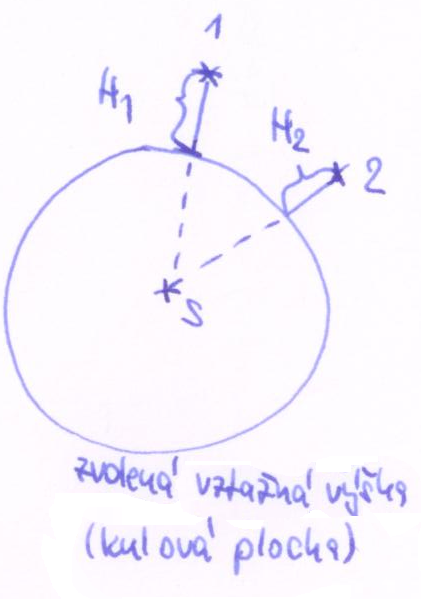 1
H1
H2
2
S
zvolená vztažná výška
(kulová plocha)